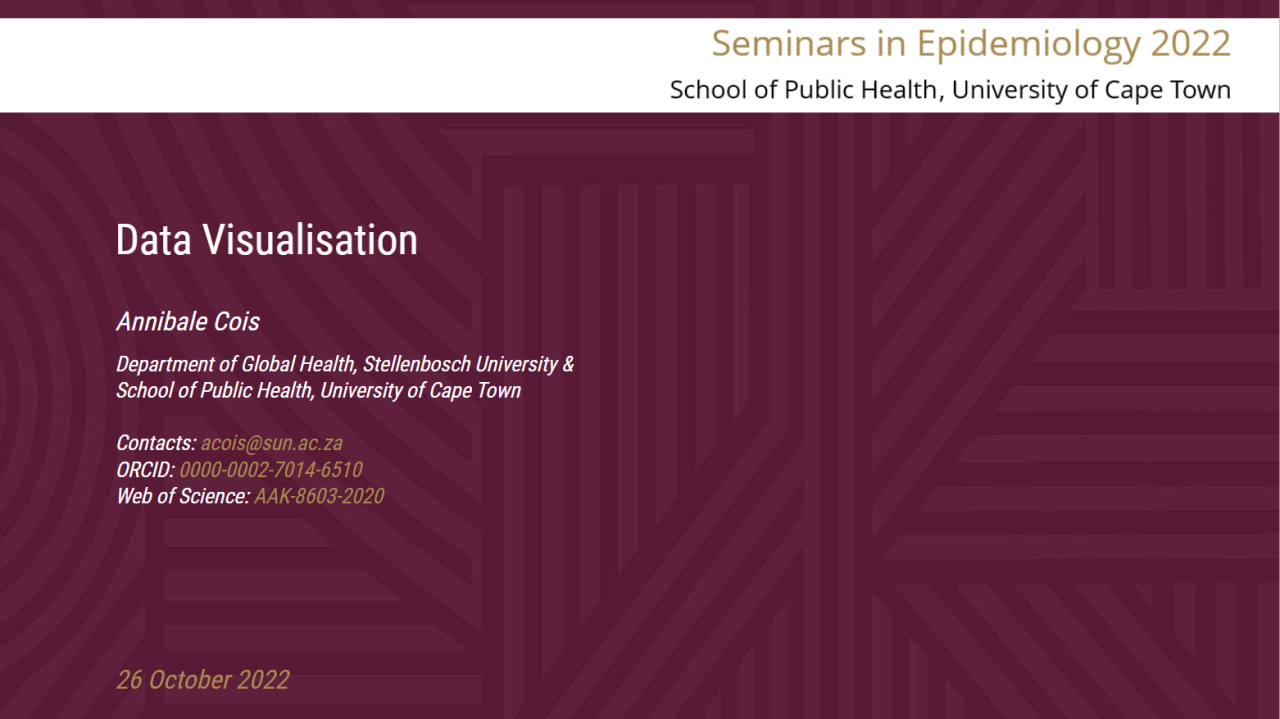 Seminars in Epidemiology 2022
School of Public Health, University of Cape Town
Data Visualisation
Annibale Cois
Department of Global Health, Stellenbosch University &
School of Public Health, University of Cape Town
Contacts: acois@sun.ac.za
ORCID: 0000-0002-7014-6510
Web of Science: AAK-8603-2020
26 October 2022